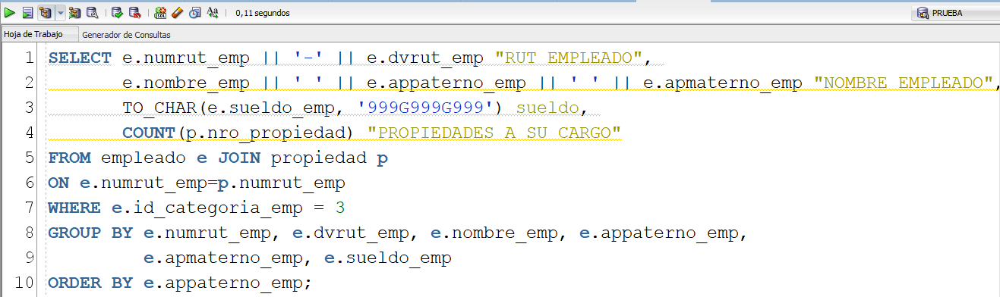 0,11 segundos
PRUEBA
Hoja de Trabajo
Generador de Consultas
1 SELECT e.numrut_emp || '-' || e.dvrut_emp "RUT EMPLEADO",
2 e.nombre_emp || ' ' || e.appaterno_emp || ' ' || e.apmaterno_emp "NOMBRE EMPLEADO",
3 TO_CHAR(e.sueldo_emp, '999G999G999') sueldo,
4 COUNT(p.nro_propiedad) "PROPIEDADES A SU CARGO"
5 FROM empleado e JOIN propiedad p
6 ON e.numrut_emp=p.numrut_emp
7 WHERE e.id_categoria_emp = 3
8 GROUP BY e.numrut_emp, e.dvrut_emp, e.nombre_emp, e.appaterno_emp,
9 e.apmaterno_emp, e.sueldo_emp
10 ORDER BY e.appaterno_emp;